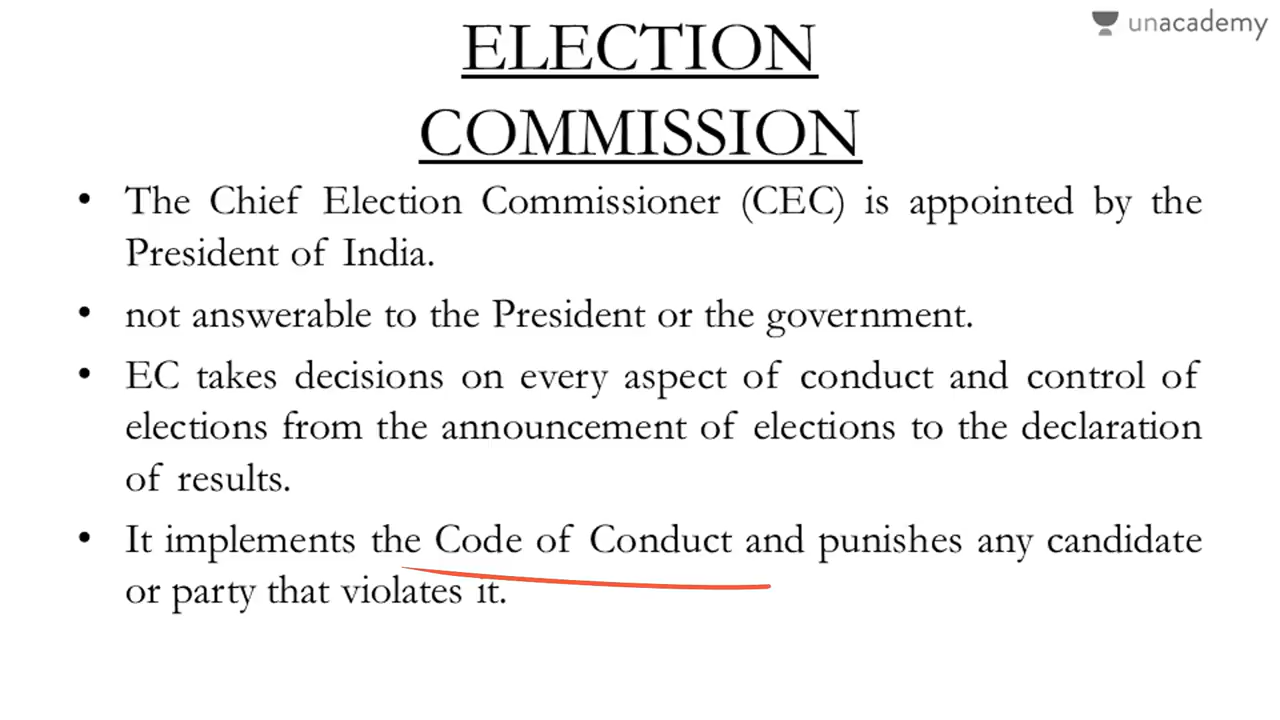 unacademy
ELECTION
COMMISSION
• The Chief Election Commissioner (CEC) is appointed by the
President of India.
• not answerable to the President or the government.
• EC takes decisions on every aspect of conduct and control of
elections from the announcement of elections to the declaration
of results.
• It implements the Code of Conduct and punishes any candidate
or party that violates it.